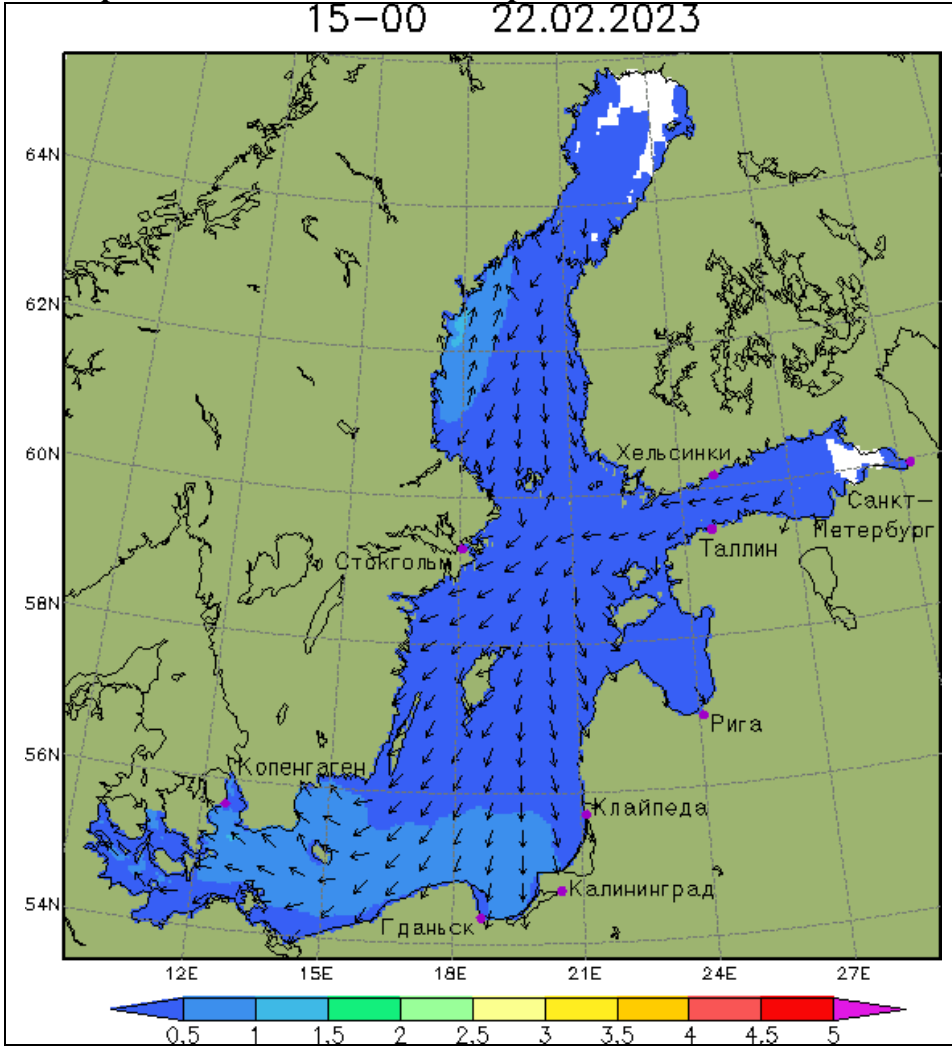 15-00 22.02.2023
64N
62N
60N
58N
56N
54N
Хельсинки
Санкт-
Петербург
Таллин
Стокгольм
Рига
Копенгаген
Клайпеда
Калининград
Гданьск
12E 15E 18E 21E 24E 27E
0,5 1 1,5 2 2,5 3 3,5 4 4,5 5